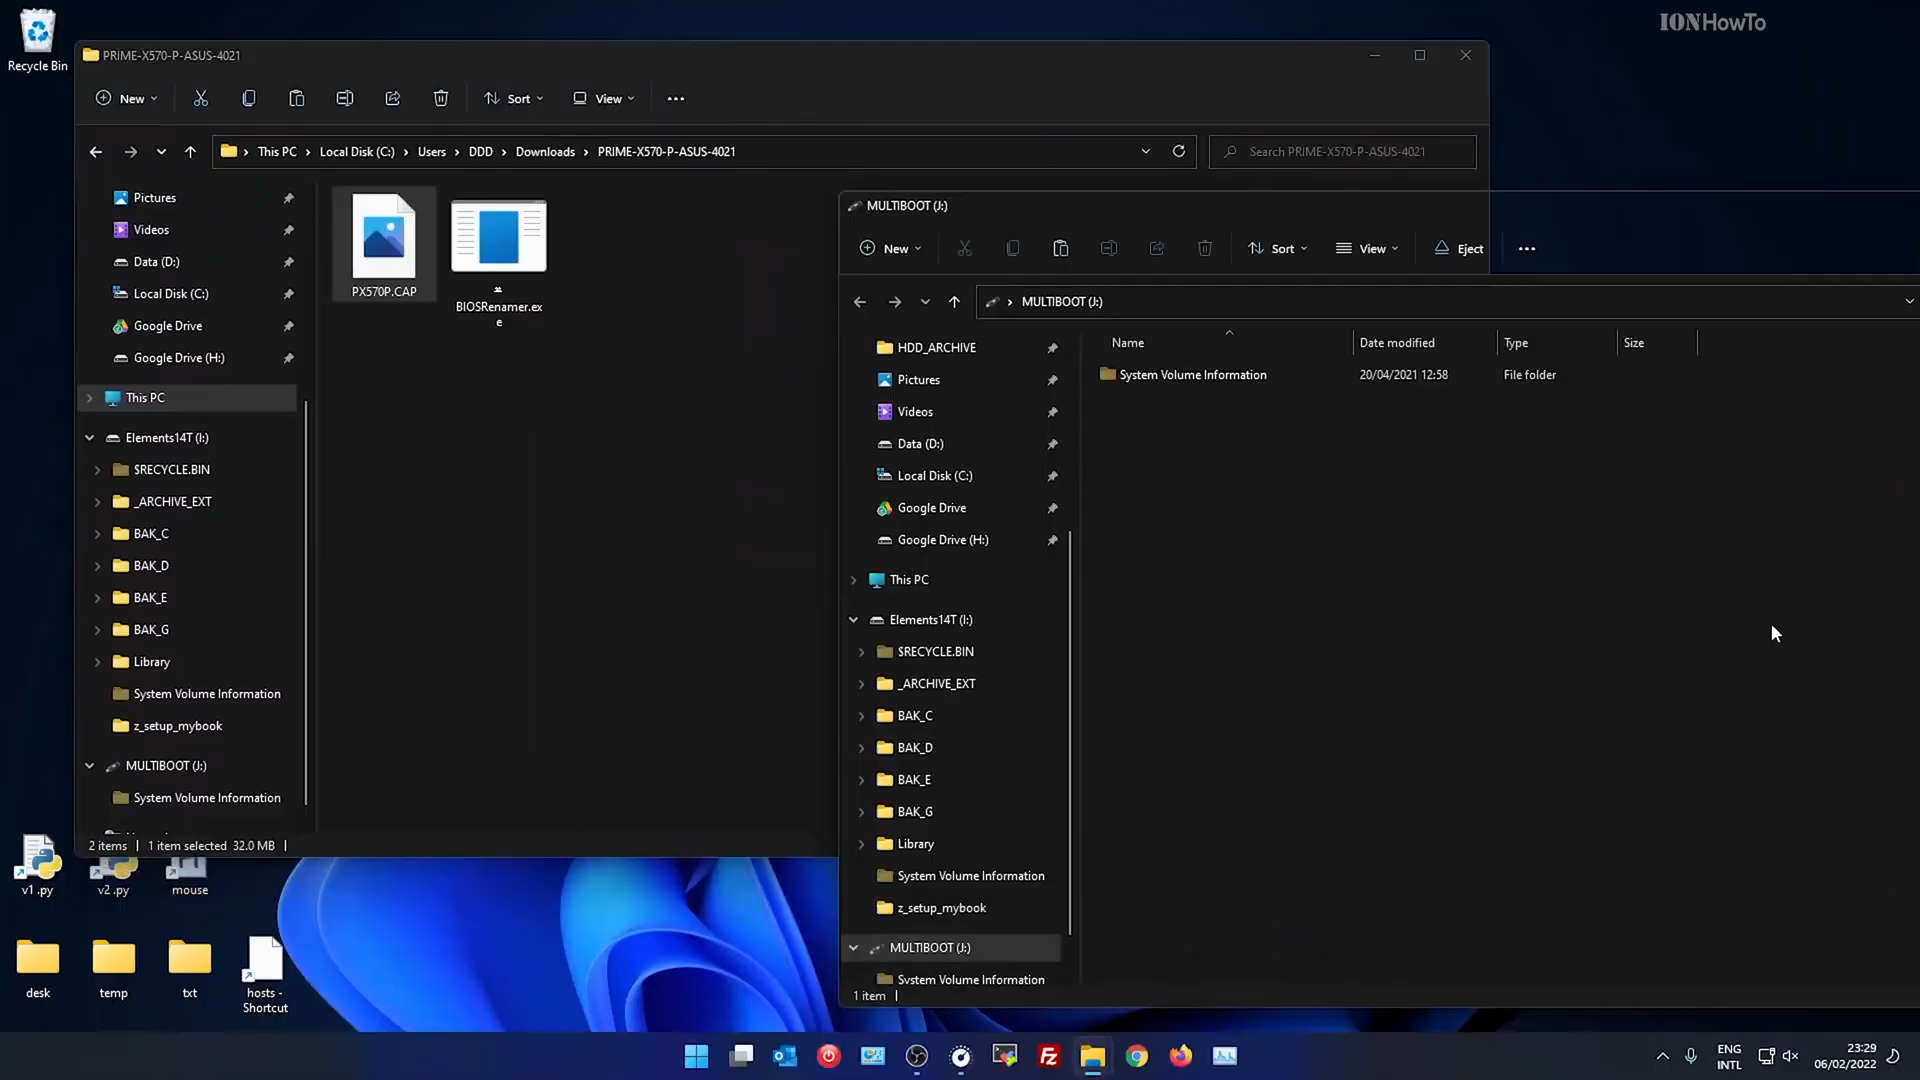 IONHowTo
Recycle Bin
PRIME-X570-P-ASUS-4021
New
Sort
View
This PC
Local Disk (C:)
Users
DDD
Downloads
PRIME-X570-P-ASUS-4021
Search PRIME-X570-P-ASUS-4021
Pictures
Videos
Data (D:)
Local Disk (C:)
Google Drive
Google Drive (H:)
This PC
Elements14T (I:)
$RECYCLE.BIN
_ARCHIVE_EXT
BAK_C
BAK_D
BAK_E
BAK_G
Library
System Volume Information
z_setup_mybook
MULTIBOOT (J:)
System Volume Information
PX570P.CAP
BIOSRenamer.ex
e
2 items
1 item selected 32.0 MB
MULTIBOOT (J:)
New
Sort
View
Eject
MULTIBOOT (J:)
HDD_ARCHIVE
Pictures
Videos
Data (D:)
Local Disk (C:)
Google Drive
Google Drive (H:)
This PC
Elements14T (I:)
$RECYCLE.BIN
_ARCHIVE_EXT
BAK_C
BAK_D
BAK_E
BAK_G
Library
System Volume Information
z_setup_mybook
MULTIBOOT (J:)
System Volume Information
Name
Date modified
Type
Size
System Volume Information
20/04/2021 12:58
File folder
1 item
v1 .py
v2 .py
mouse
desk
temp
txt
hosts -
Shortcut
ENG
INTL
23:29
06/02/2022